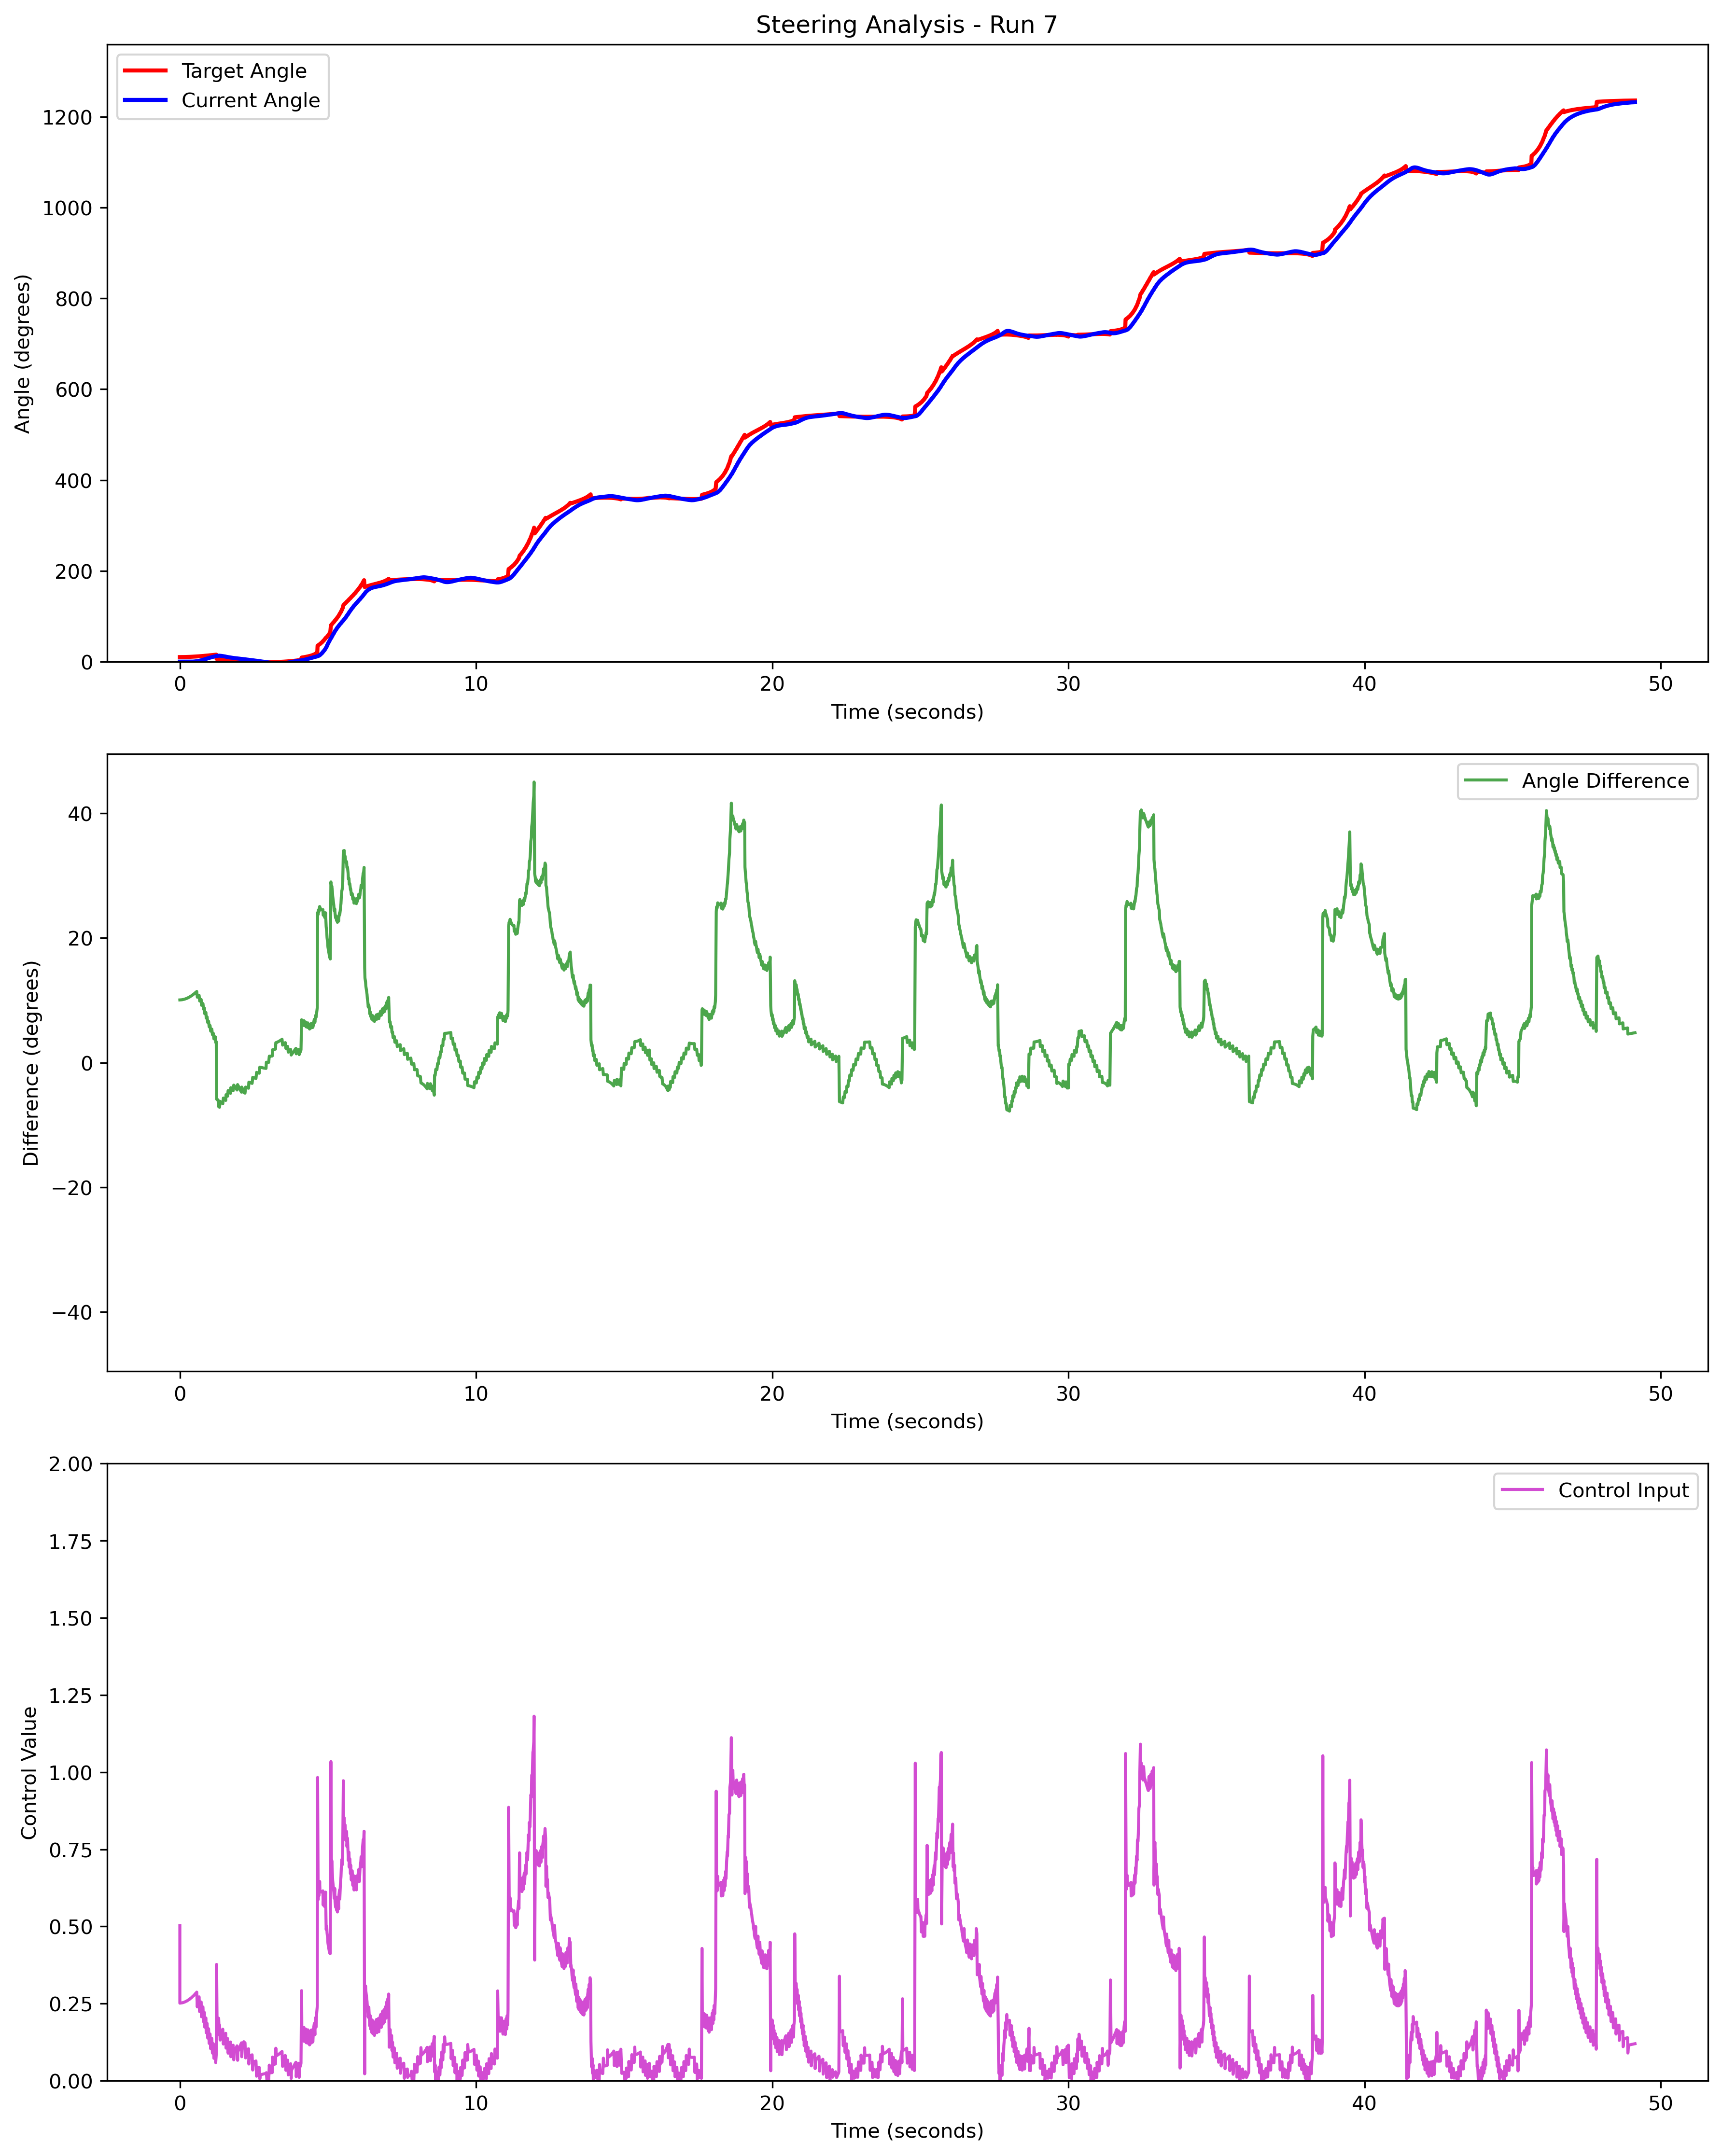 Steering Analysis - Run 7
Target Angle
Current Angle
Angle (degrees)
1200
1000
800
600
400
200
0
0 10 20 30 40 50
Time (seconds)
Angle Difference
Difference (degrees)
40
20
0
−20
−40
0 10 20 30 40 50
Time (seconds)
Control Input
Control Value
2.00
1.75
1.50
1.25
1.00
0.75
0.50
0.25
0.00
0 10 20 30 40 50
Time (seconds)